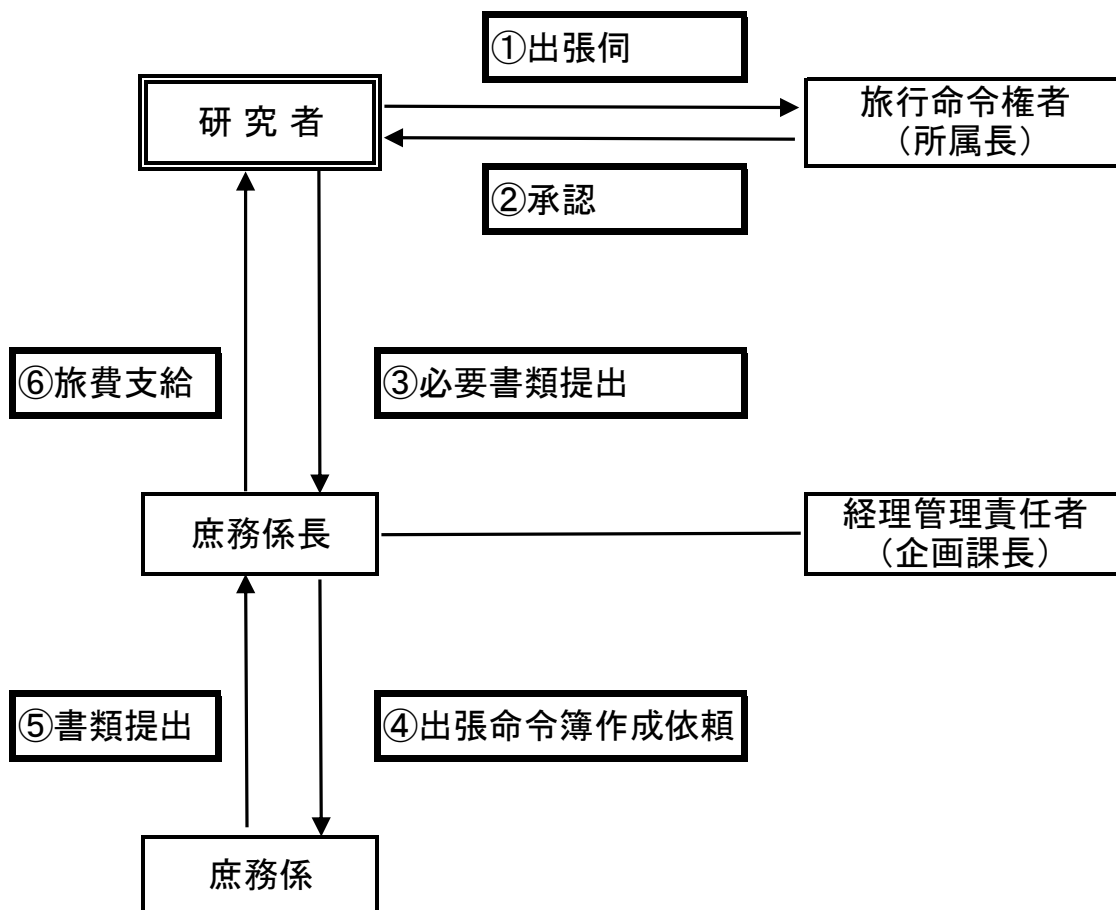 ①出張伺
研 究 者
旅行命令権者
（所属長）
②承認
⑥旅費支給
③必要書類提出
庶務係長
経理管理責任者
（企画課長）
⑤書類提出
④出張命令簿作成依頼
庶務係